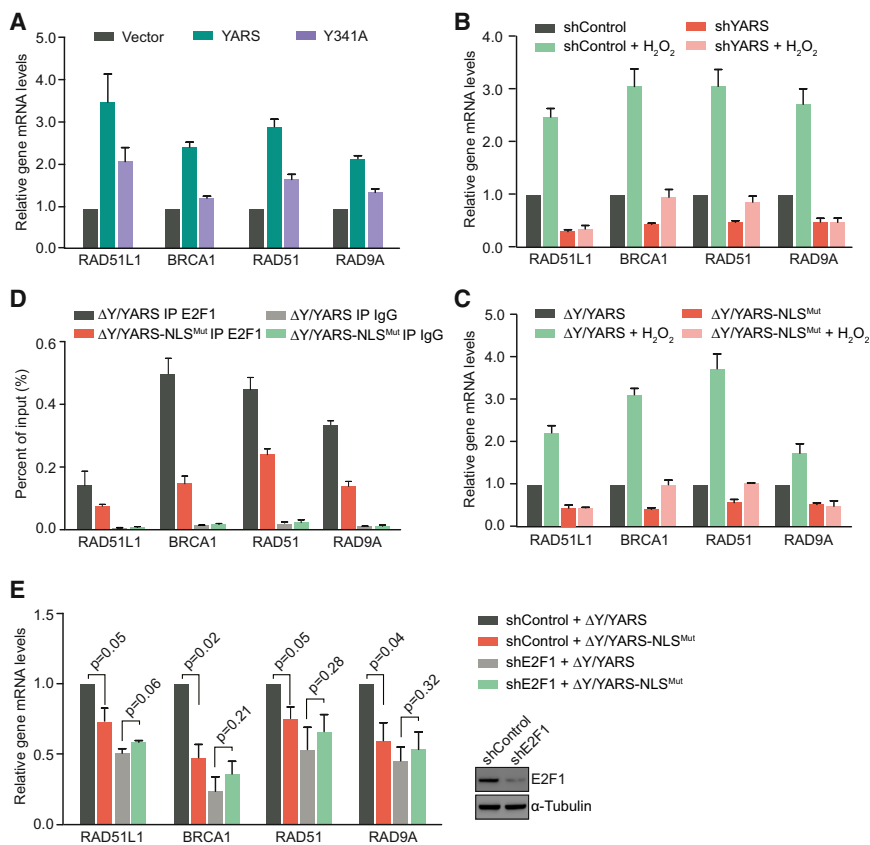 A
Vector YARS Y341A
Relative gene mRNA levels
5.0
4.0
3.0
2.0
1.0
0.0
RAD51L1 BRCA1 RAD51 RAD9A
B
shControl shYARS
shControl + H₂O₂ shYARS + H₂O₂
Relative gene mRNA levels
4.0
3.0
2.0
1.0
0.0
RAD51L1 BRCA1 RAD51 RAD9A
D
ΔY/YARS IP E2F1 ΔY/YARS IP IgG
ΔY/YARS-NLSᴹᵘᵗ IP E2F1 ΔY/YARS-NLSᴹᵘᵗ IP IgG
Percent of input (%)
0.6
0.4
0.2
0.0
RAD51L1 BRCA1 RAD51 RAD9A
C
ΔY/YARS ΔY/YARS-NLSᴹᵘᵗ
ΔY/YARS + H₂O₂ ΔY/YARS-NLSᴹᵘᵗ + H₂O₂
Relative gene mRNA levels
5.0
4.0
3.0
2.0
1.0
0.0
RAD51L1 BRCA1 RAD51 RAD9A
E
Relative gene mRNA levels
1.5
1.0
0.5
0.0
p=0.05 p=0.06
p=0.02 p=0.21
p=0.05 p=0.28
p=0.04 p=0.32
RAD51L1 BRCA1 RAD51 RAD9A
shControl + ΔY/YARS
shControl + ΔY/YARS-NLSᴹᵘᵗ
shE2F1 + ΔY/YARS
shE2F1 + ΔY/YARS-NLSᴹᵘᵗ
shControl
shE2F1
E2F1
α-Tubulin